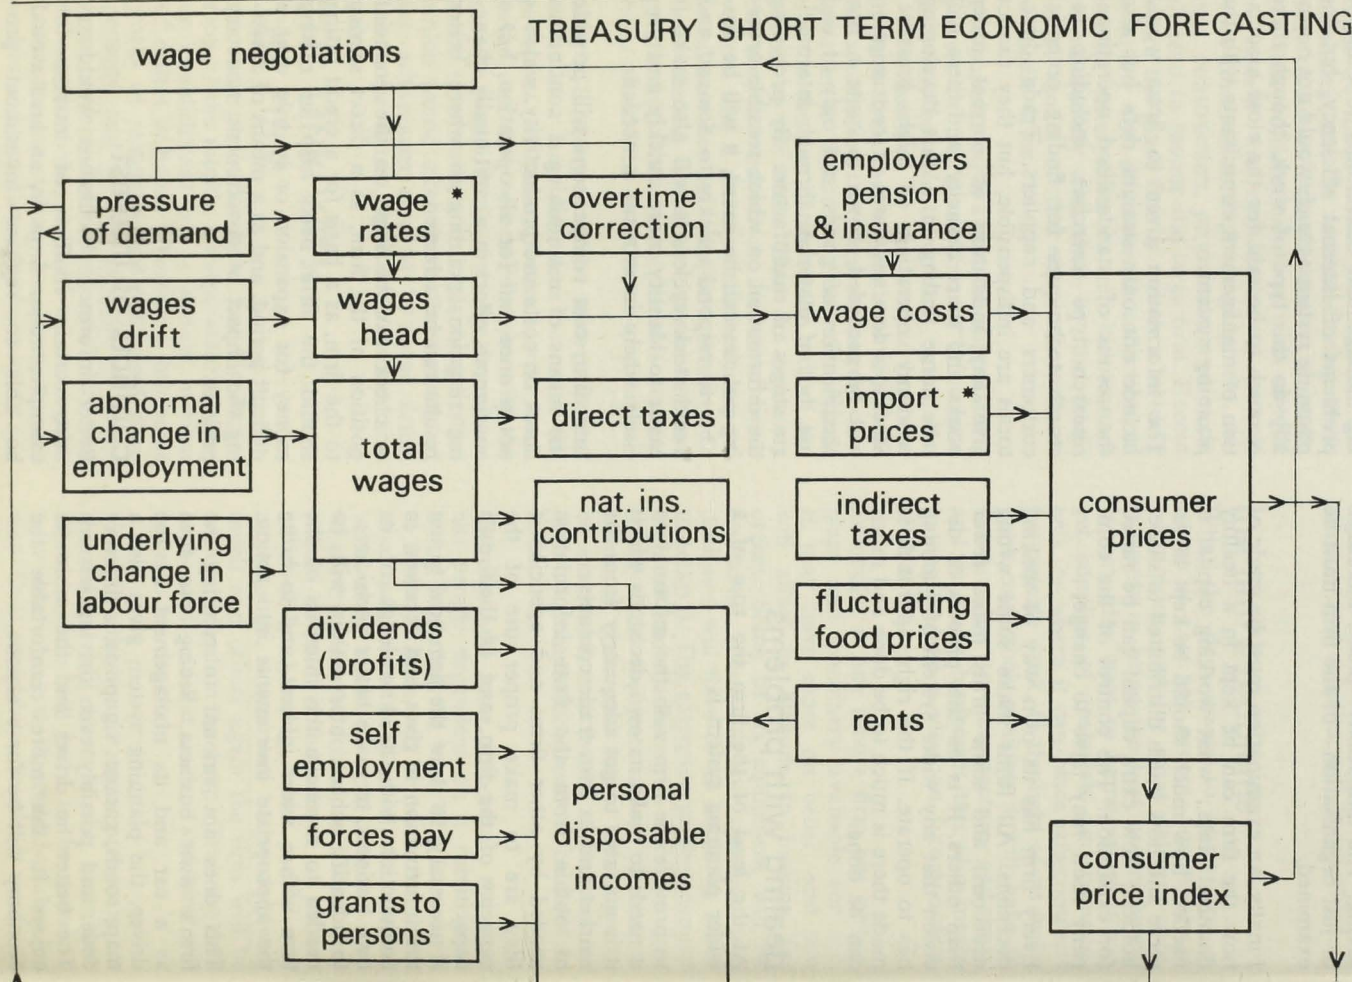 TREASURY SHORT TERM ECONOMIC FORECASTING
wage negotiations
pressure
of demand
wage *
rates
overtime
correction
employers
pension
& insurance
wages
drift
wages
head
wage costs
abnormal
change in
employment
total
wages
direct taxes
import *
prices
consumer
prices
underlying
change in
labour force
nat. ins.
contributions
indirect
taxes
dividends
(profits)
fluctuating
food prices
self
employment
rents
forces pay
personal
disposable
incomes
consumer
price index
grants to
persons